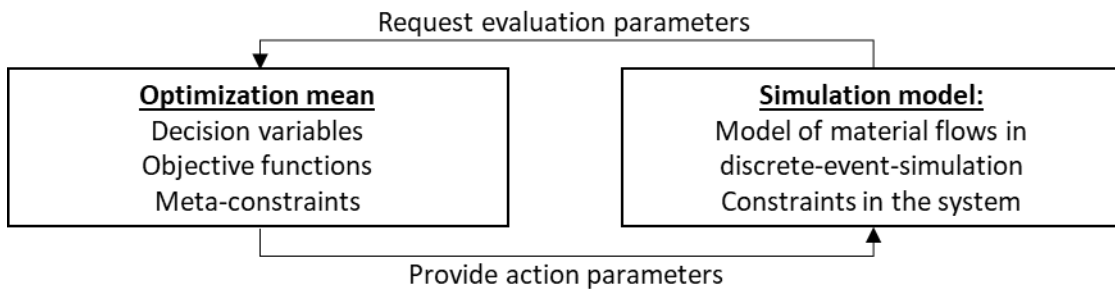 Request evaluation parameters
Optimization mean
Decision variables
Objective functions
Meta-constraints
Simulation model:
Model of material flows in
discrete-event-simulation
Constraints in the system
Provide action parameters